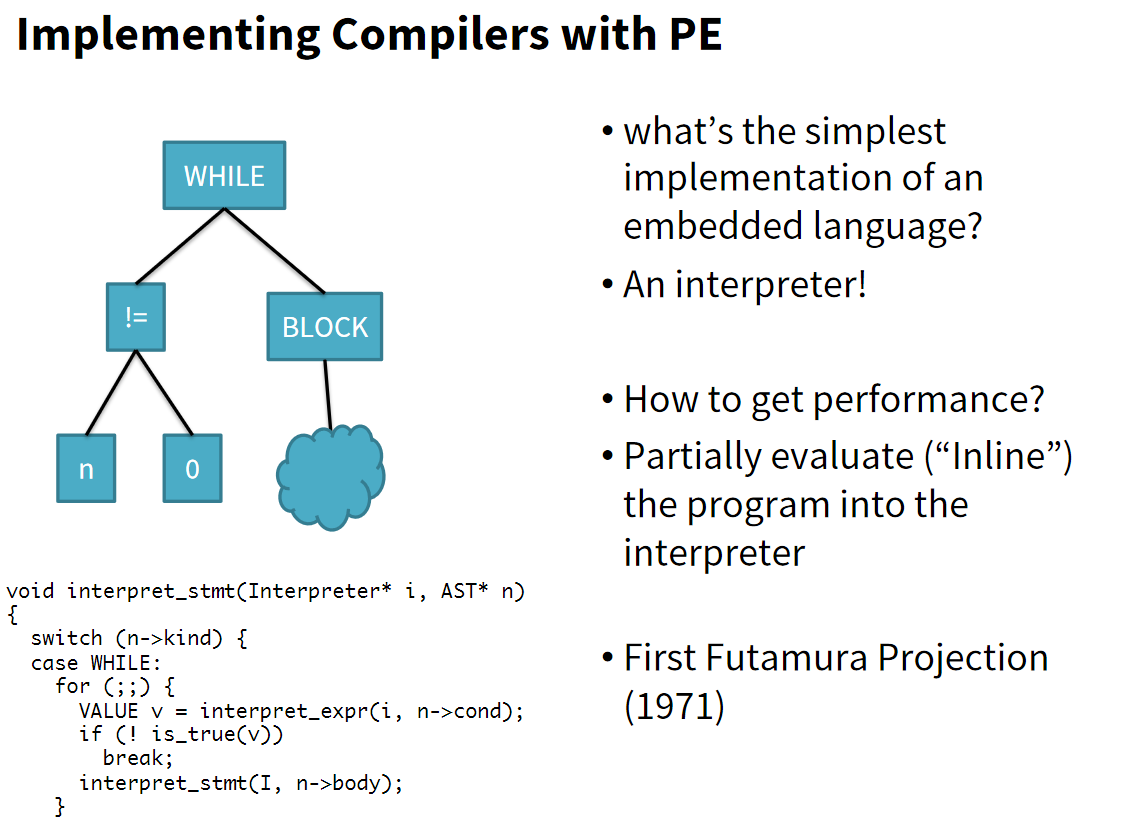 Implementing Compilers with PE
WHILE
!=
BLOCK
n
0
void interpret_stmt(Interpreter* i, AST* n)
{
  switch (n->kind) {
  case WHILE:
    for (;;) {
      VALUE v = interpret_expr(i, n->cond);
      if (! is_true(v))
        break;
      interpret_stmt(I, n->body);
    }
• what’s the simplest
implementation of an
embedded language?
• An interpreter!
• How to get performance?
• Partially evaluate (“Inline”)
the program into the
interpreter
• First Futamura Projection
(1971)